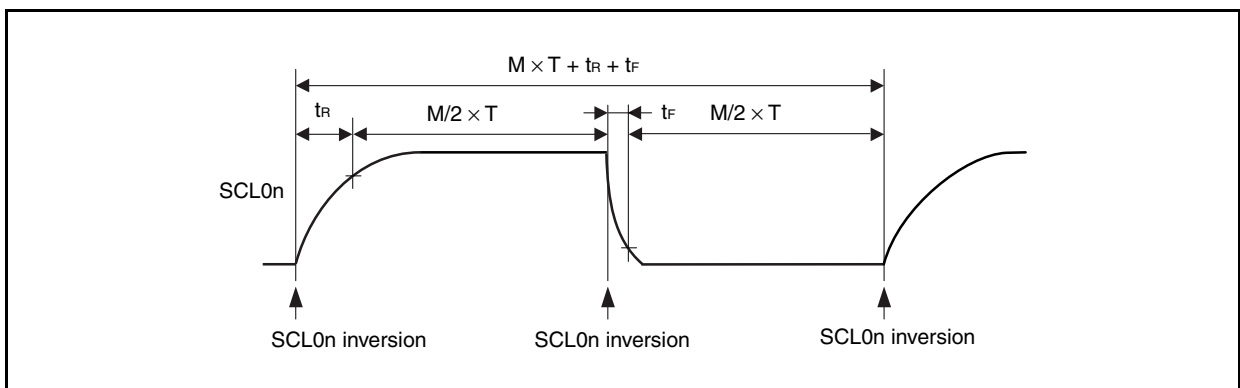 M × T + tR + tF
tR
M/2 × T
tF
M/2 × T
SCL0n
SCL0n inversion
SCL0n inversion
SCL0n inversion